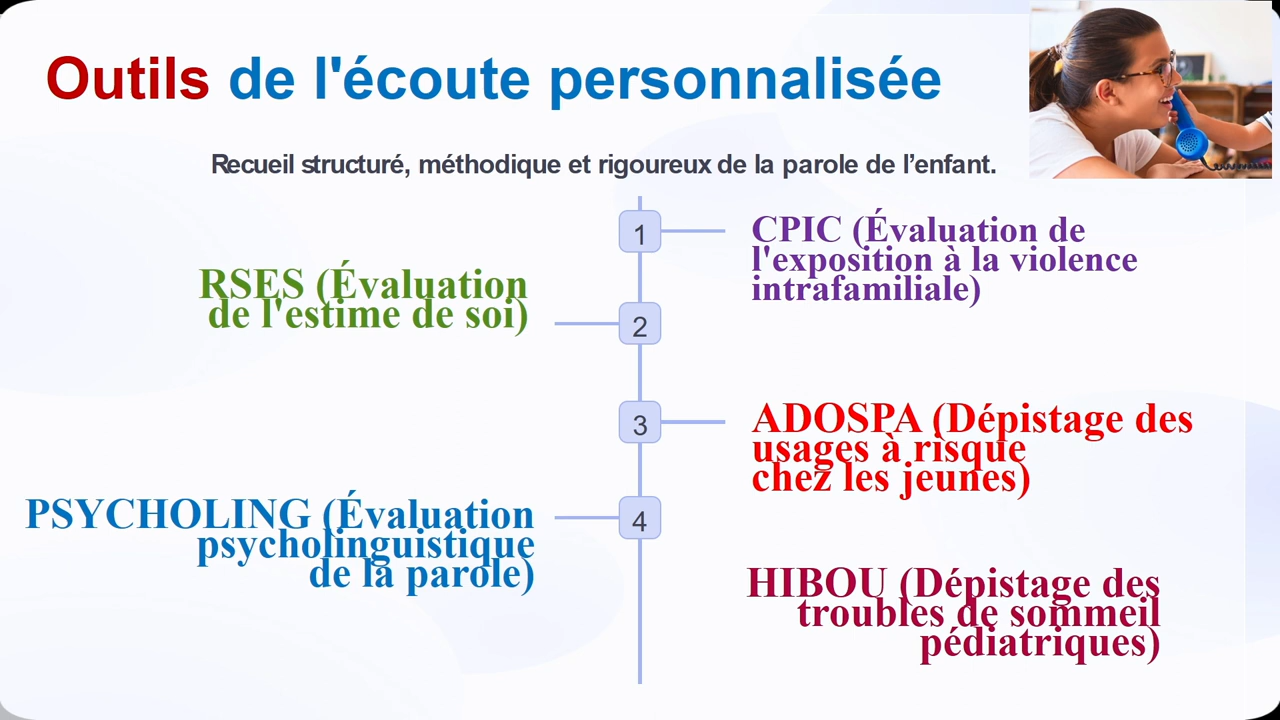 Outils de l'écoute personnalisée
Recueil structuré, méthodique et rigoureux de la parole de l’enfant.
1
CPIC (Évaluation de
l'exposition à la violence
intrafamiliale)
RSES (Évaluation
de l'estime de soi)
2
3
ADOSPA (Dépistage des
usages à risque
chez les jeunes)
PSYCHOLING (Évaluation
psycholinguistique
de la parole)
4
HIBOU (Dépistage des
troubles de sommeil
pédiatriques)